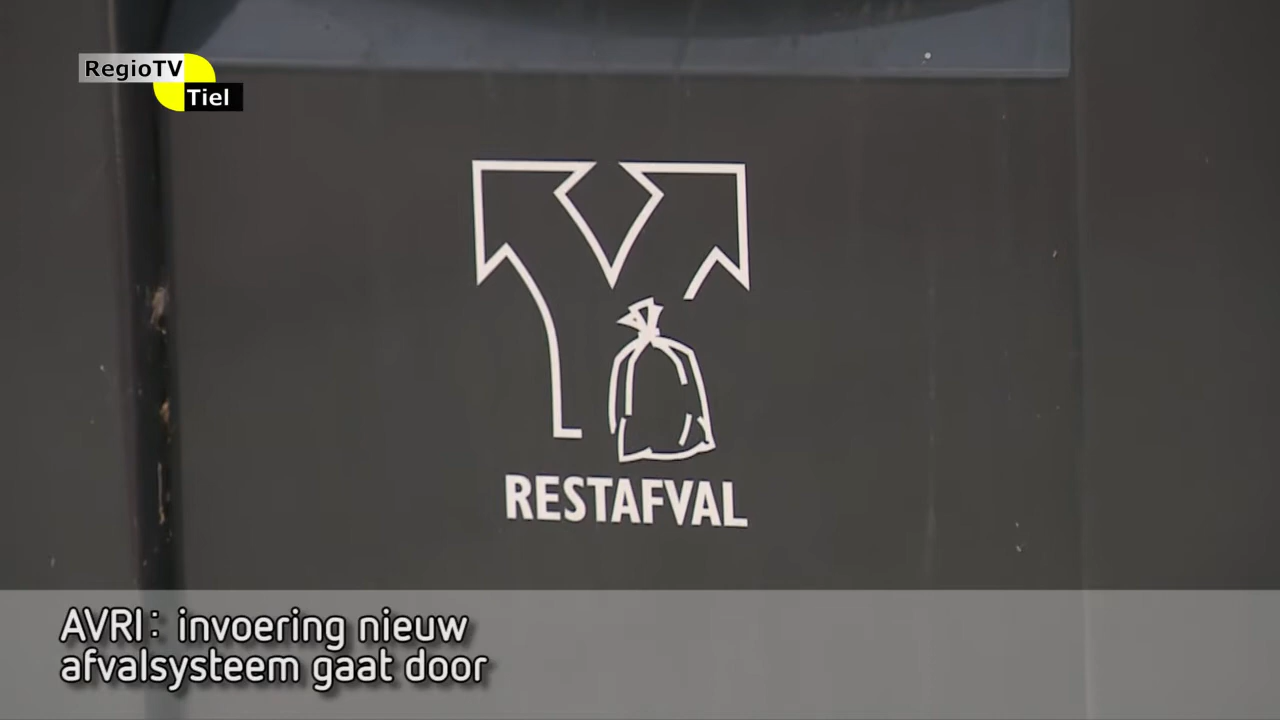 RegioTV
Tiel
RESTAFVAL
AVRI: invoering nieuw
afvalsysteem gaat door